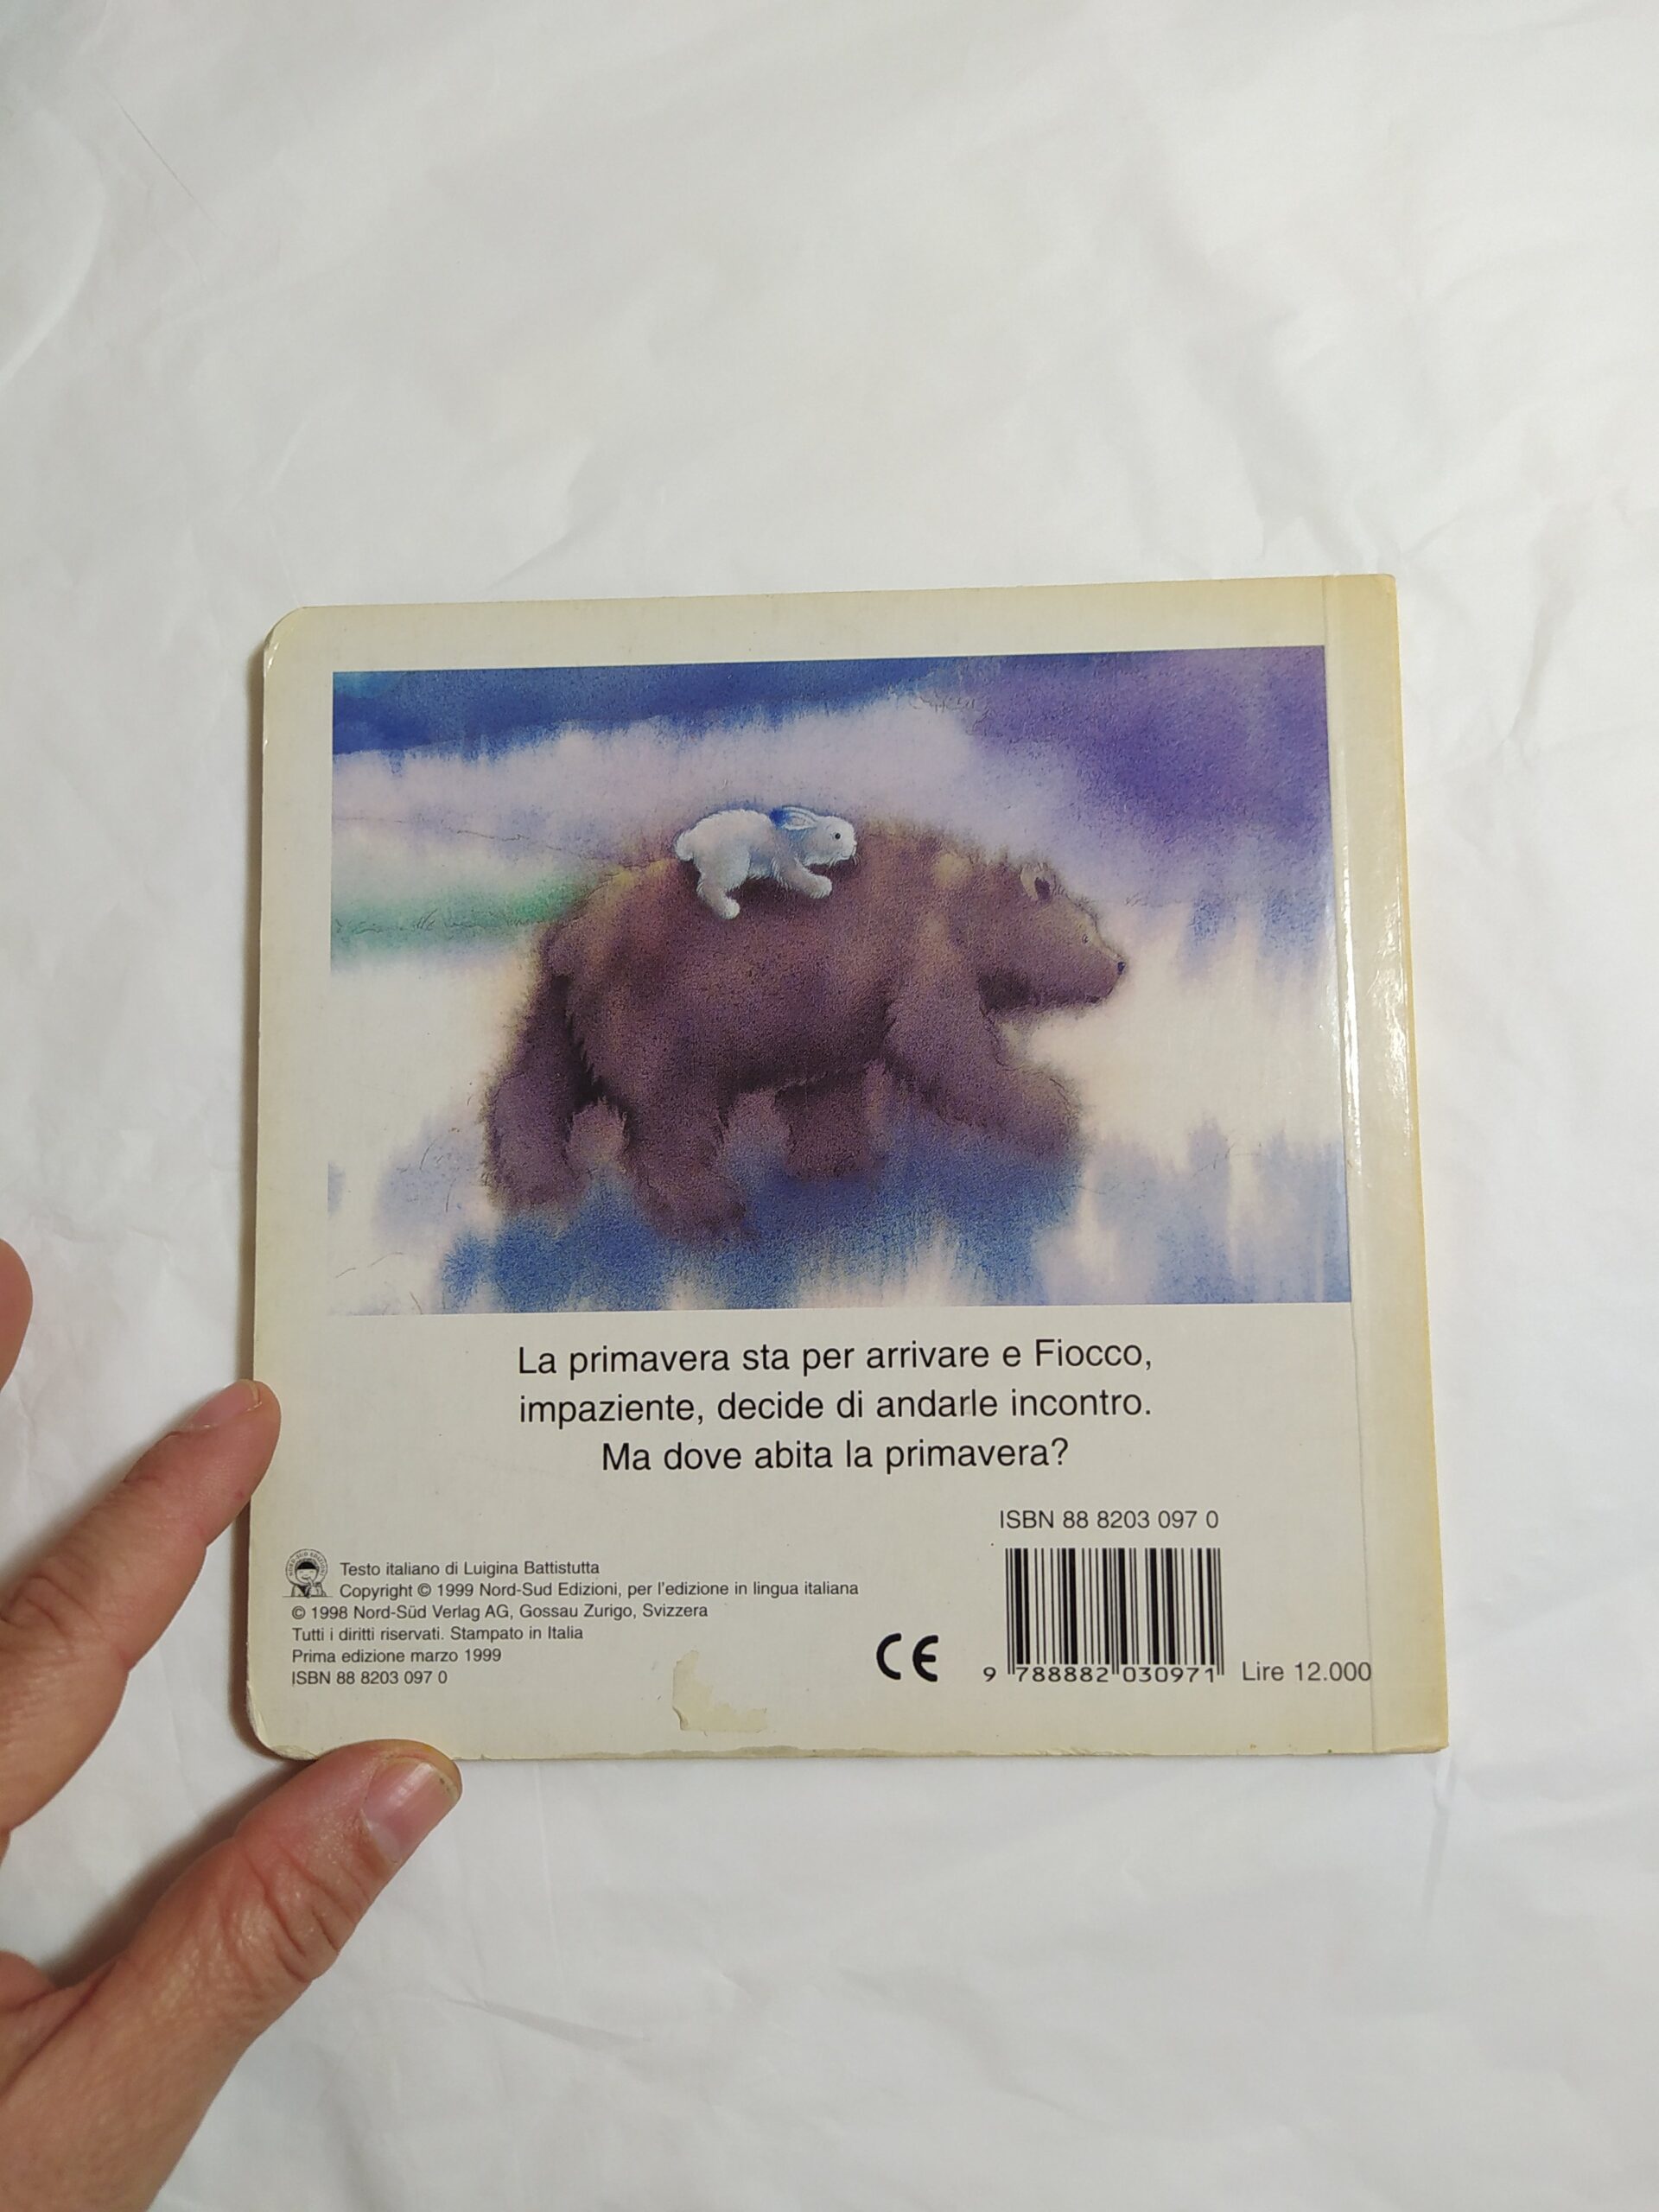 La primavera sta per arrivare e Fiocco,
impaziente, decide di andarle incontro.
Ma dove abita la primavera?
ISBN 88 8203 097 0
Testo italiano di Luigina Battistutta
Copyright © 1999 Nord-Sud Edizioni, per l'edizione in lingua italiana
© 1998 Nord-Süd Verlag AG, Gossau Zurigo, Svizzera
Tutti i diritti riservati. Stampato in Italia
Prima edizione marzo 1999
ISBN 88 8203 097 0
CE
9 788882 030971
Lire 12.000